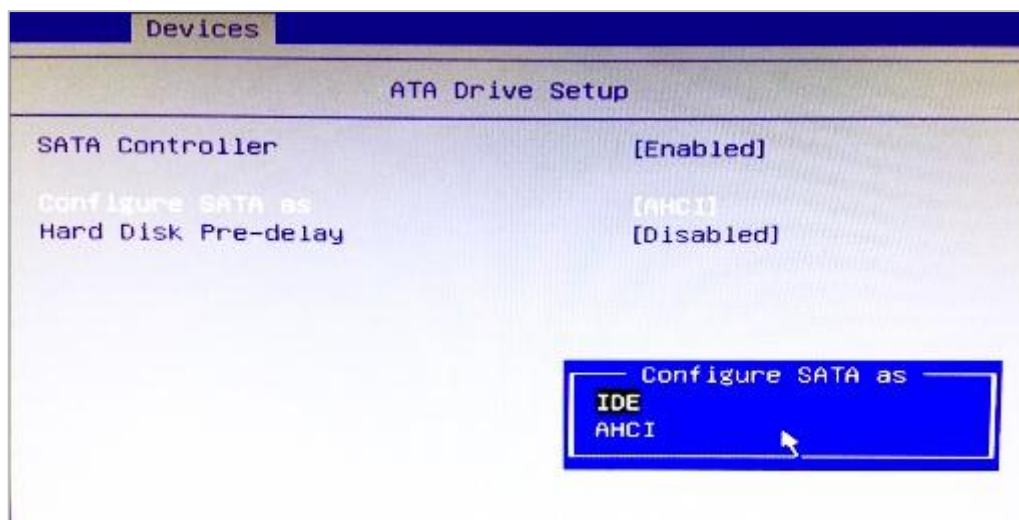 Devices
ATA Drive Setup
SATA Controller [Enabled]
Configure SATA as [AHCI]
Hard Disk Pre-delay [Disabled]
Configure SATA as
IDE
AHCI